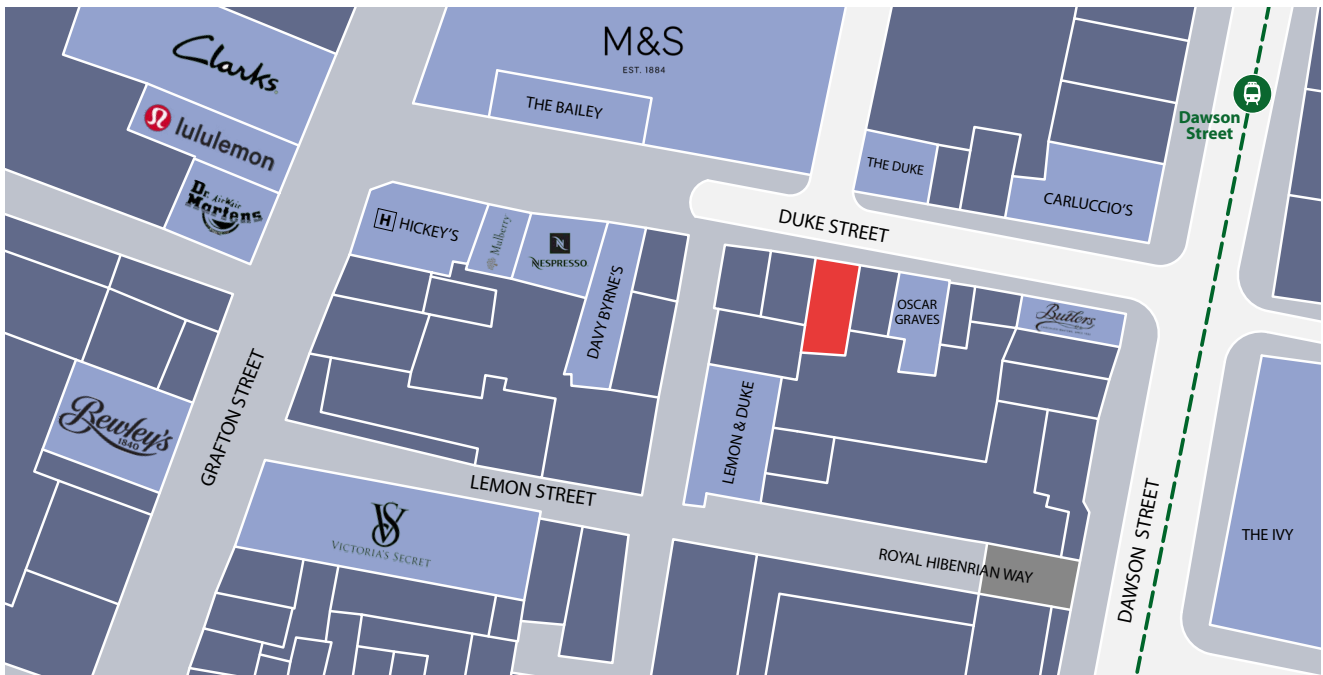 Clarks
M&S
EST. 1884
THE BAILEY
lululemon
Dr. AirWair
Martens
Dawson
Street
THE DUKE
CARLUCCIO'S
DUKE STREET
H HICKEY'S
Mulberry
N
NESPRESSO
DAVY BYRNE'S
OSCAR
GRAVES
Butlers
GRAFTON STREET
Bewley's
1840
LEMON & DUKE
LEMON STREET
VS
VICTORIA'S SECRET
ROYAL HIBENRIAN WAY
DAWSON STREET
THE IVY